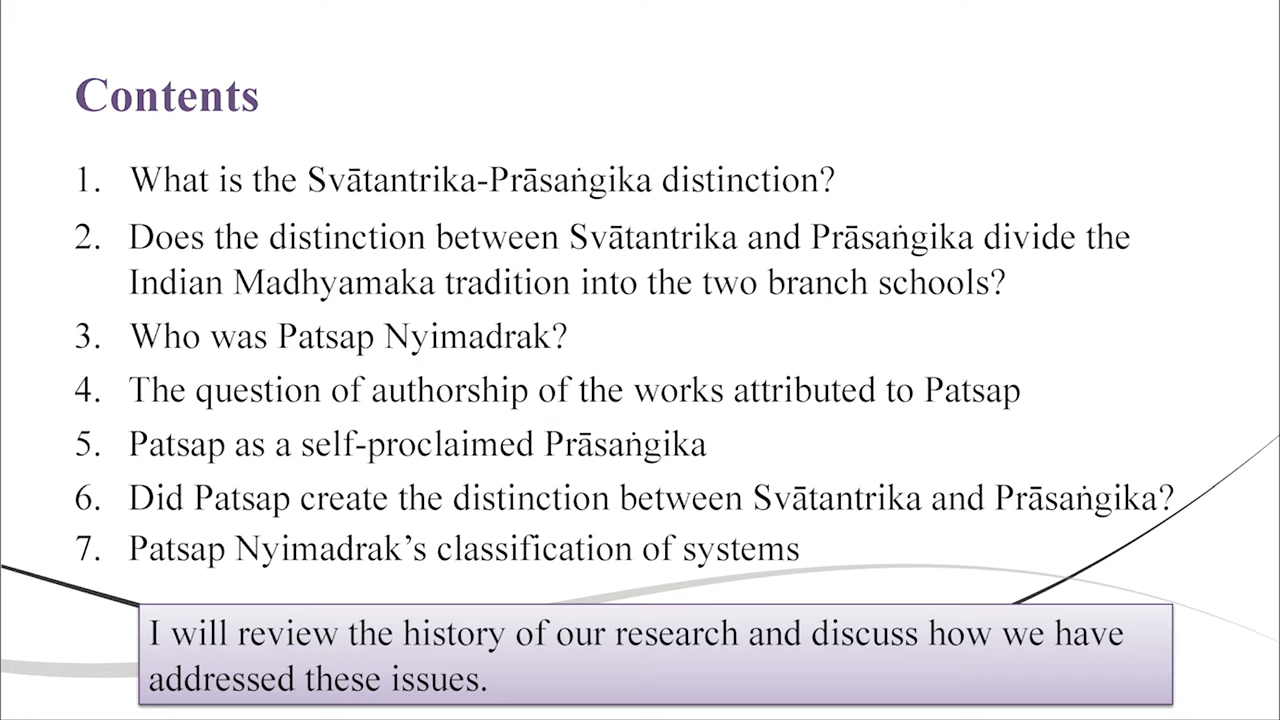 Contents
1. What is the Svātantrika-Prāsaṅgika distinction?
2. Does the distinction between Svātantrika and Prāsaṅgika divide the
Indian Madhyamaka tradition into the two branch schools?
3. Who was Patsap Nyimadrak?
4. The question of authorship of the works attributed to Patsap
5. Patsap as a self-proclaimed Prāsaṅgika
6. Did Patsap create the distinction between Svātantrika and Prāsaṅgika?
7. Patsap Nyimadrak’s classification of systems
I will review the history of our research and discuss how we have
addressed these issues.